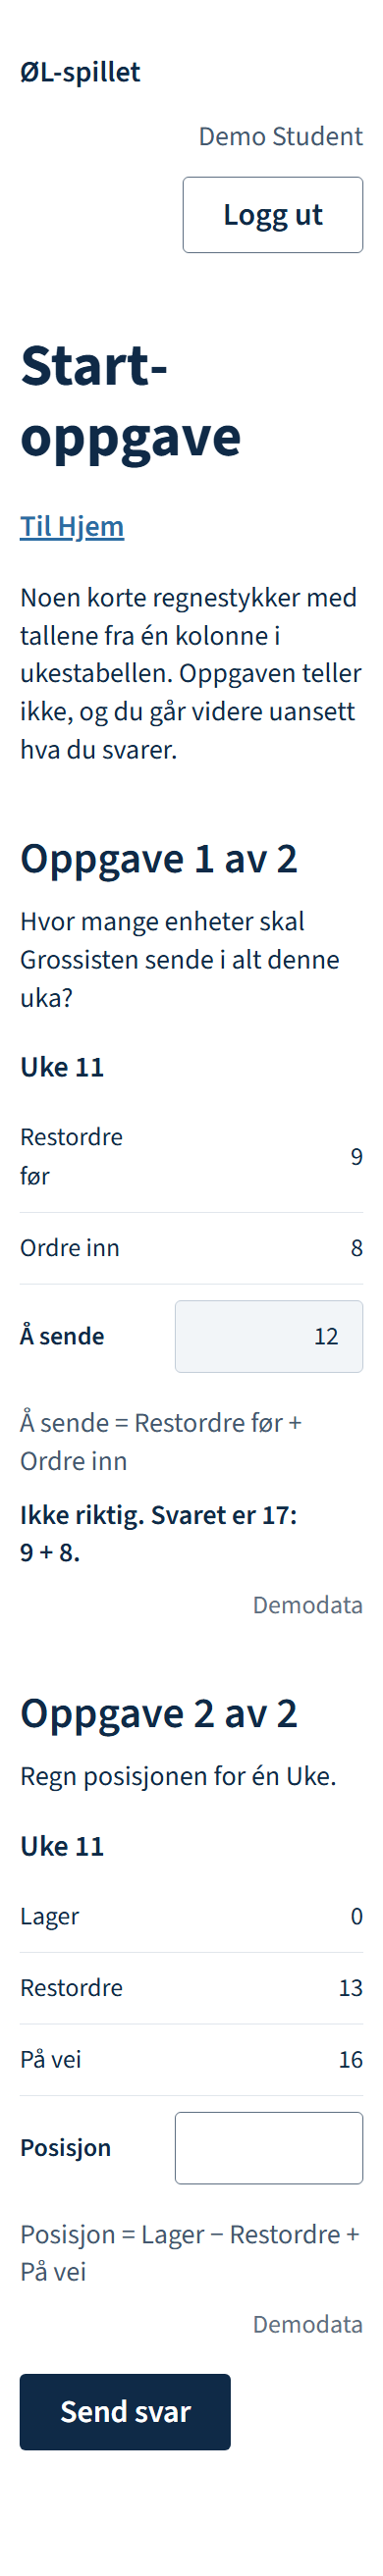 ØL-spillet
Demo Student
Logg ut
Start-
oppgave
Til Hjem
Noen korte regnestykker med
tallene fra én kolonne i
ukestabellen. Oppgaven teller
ikke, og du går videre uansett
hva du svarer.
Oppgave 1 av 2
Hvor mange enheter skal
Grossisten sende i alt denne
uka?
Uke 11
Restordre
før 9
Ordre inn 8
Å sende 12
Å sende = Restordre før +
Ordre inn
Ikke riktig. Svaret er 17:
9 + 8.
Demodata
Oppgave 2 av 2
Regn posisjonen for én Uke.
Uke 11
Lager 0
Restordre 13
På vei 16
Posisjon
Posisjon = Lager − Restordre +
På vei
Demodata
Send svar